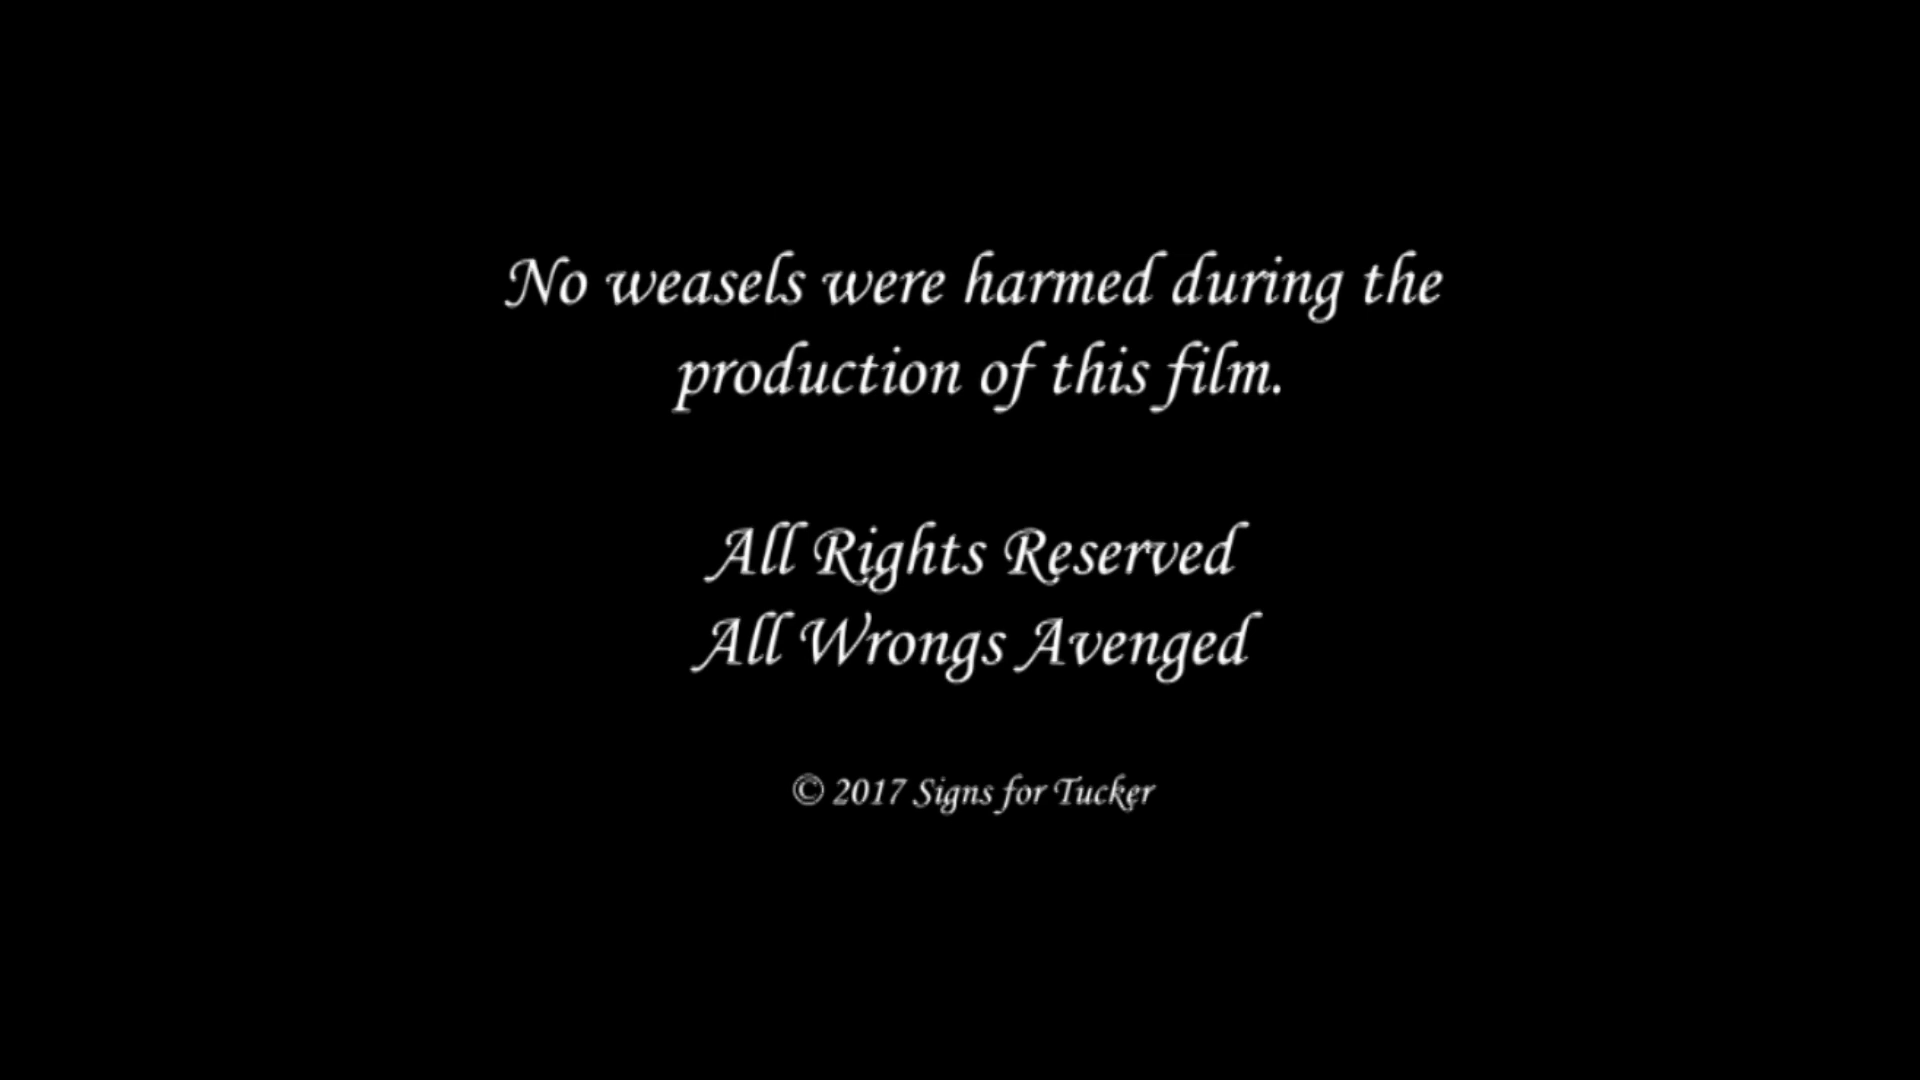 No weasels were harmed during the
production of this film.
All Rights Reserved
All Wrongs Avenged
© 2017 Signs for Tucker